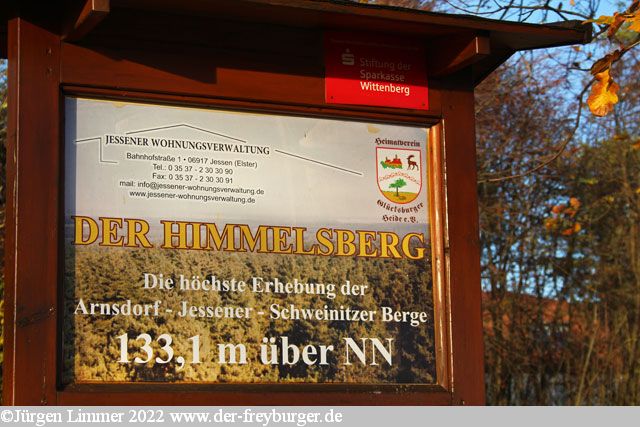 Stiftung der
Sparkasse
Wittenberg
JESSENER WOHNUNGSVERWALTUNG
Bahnhofstraße 1 • 06917 Jessen (Elster)
Tel.: 0 35 37 - 2 30 30 90
Fax: 0 35 37 - 2 30 30 91
mail: info@jessener-wohnungsverwaltung.de
www.jessener-wohnungsverwaltung.de
Heimatverein
Glücksburger
Heide e.V.
DER HIMMELSBERG
Die höchste Erhebung der
Arnsdorf - Jessener - Schweinitzer Berge
133,1 m über NN
©Jürgen Limmer 2022 www.der-freyburger.de